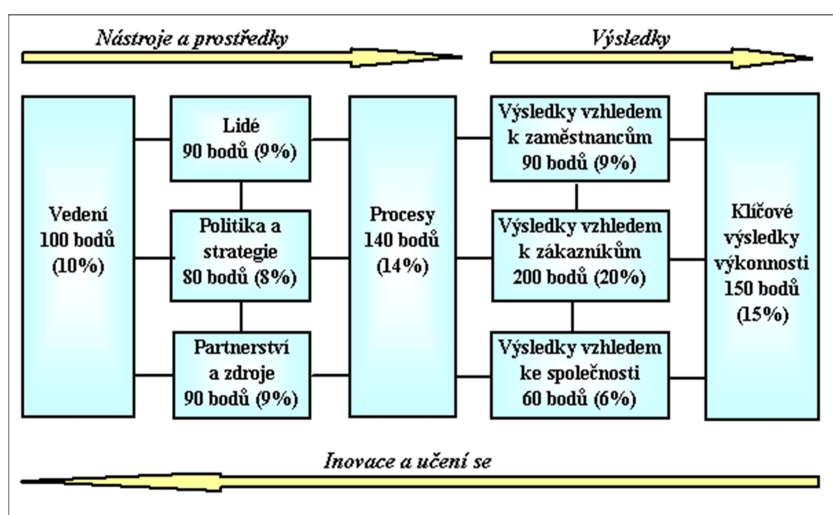 Nástroje a prostředky
Výsledky
Vedení
100 bodů
(10%)
Lidé
90 bodů (9%)
Politika a
strategie
80 bodů (8%)
Partnerství
a zdroje
90 bodů (9%)
Procesy
140 bodů
(14%)
Výsledky vzhledem
k zaměstnancům
90 bodů (9%)
Výsledky vzhledem
k zákazníkům
200 bodů (20%)
Výsledky vzhledem
ke společnosti
60 bodů (6%)
Klíčové
výsledky
výkonnosti
150 bodů
(15%)
Inovace a učení se